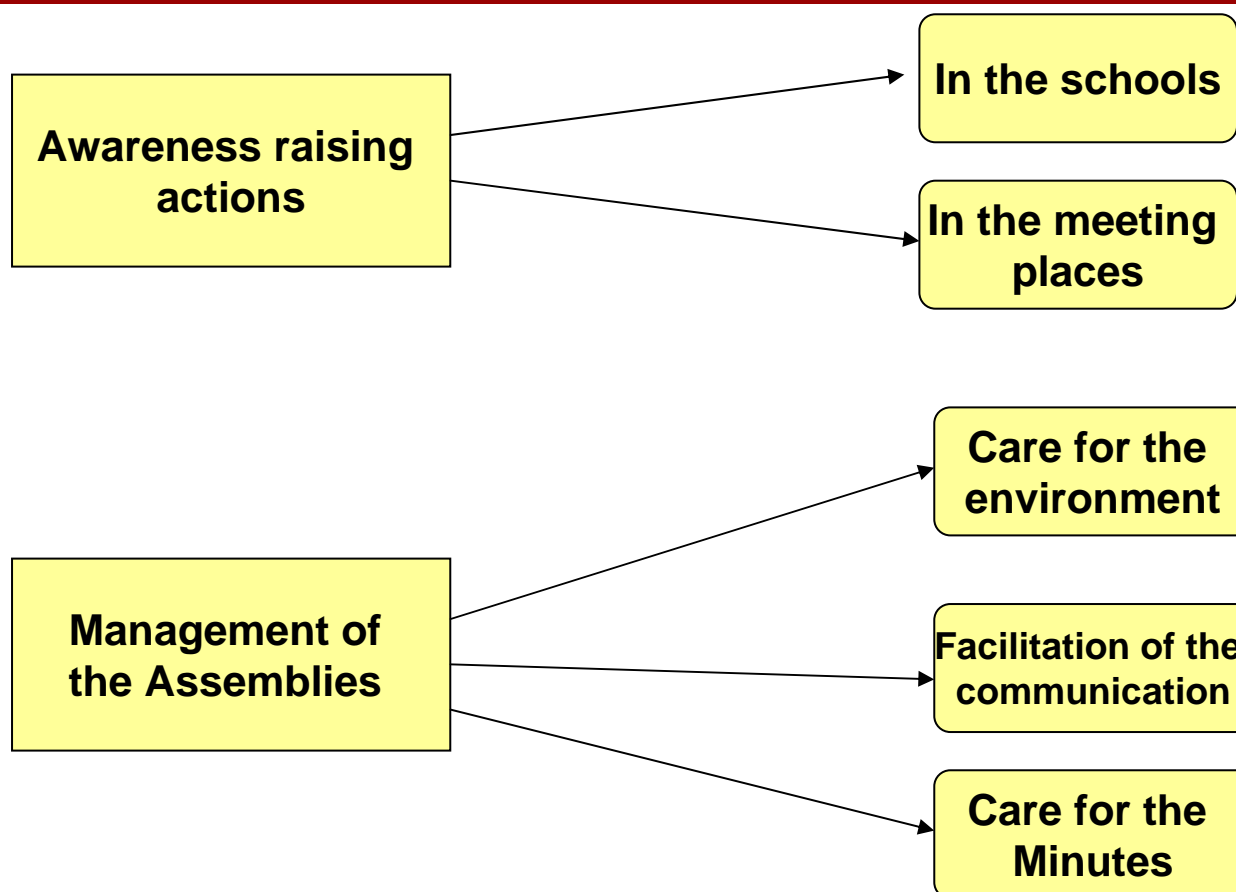 Awareness raising
actions
In the schools
In the meeting
places
Management of
the Assemblies
Care for the
environment
Facilitation of the
communication
Care for the
Minutes